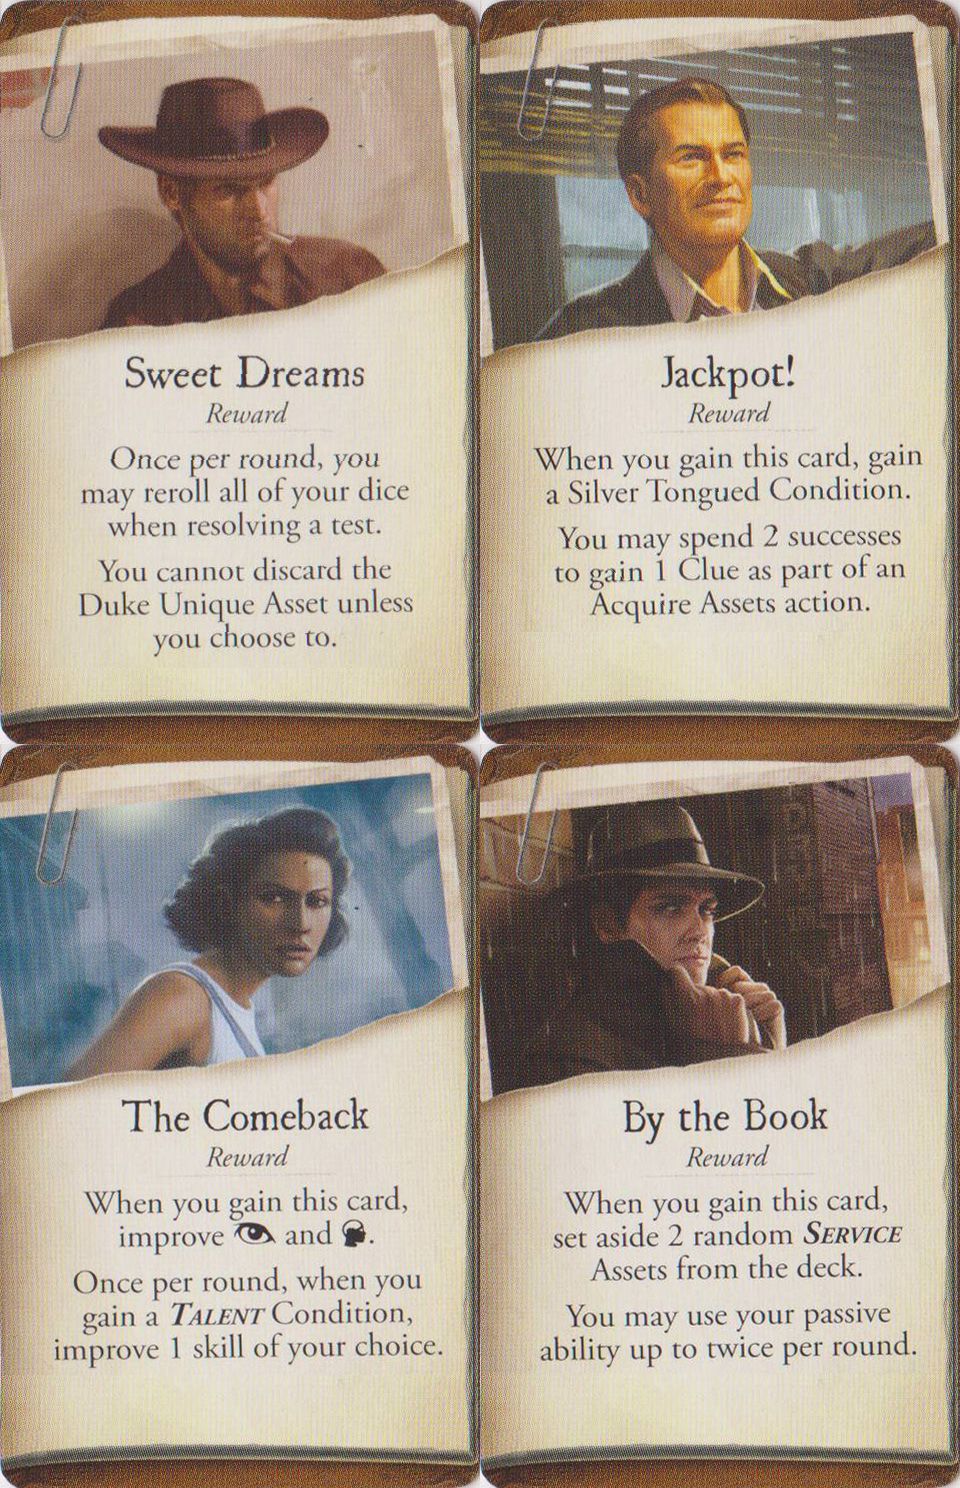 Sweet Dreams
Reward
Once per round, you
may reroll all of your dice
when resolving a test.
You cannot discard the
Duke Unique Asset unless
you choose to.
Jackpot!
Reward
When you gain this card, gain
a Silver Tongued Condition.
You may spend 2 successes
to gain 1 Clue as part of an
Acquire Assets action.
The Comeback
Reward
When you gain this card,
improve and .
Once per round, when you
gain a TALENT Condition,
improve 1 skill of your choice.
By the Book
Reward
When you gain this card,
set aside 2 random SERVICE
Assets from the deck.
You may use your passive
ability up to twice per round.